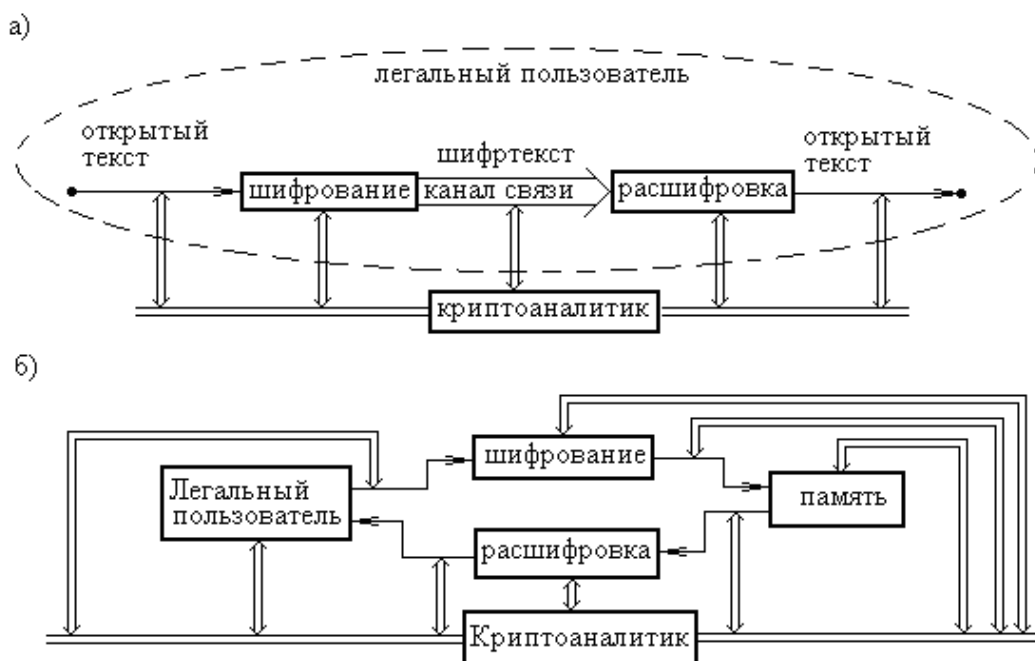 а)
легальный пользователь
открытый
текст
шифртекст
открытый
текст
шифрование
канал связи
расшифровка
криптоаналитик
б)
шифрование
Легальный
пользователь
память
расшифровка
Криптоаналитик